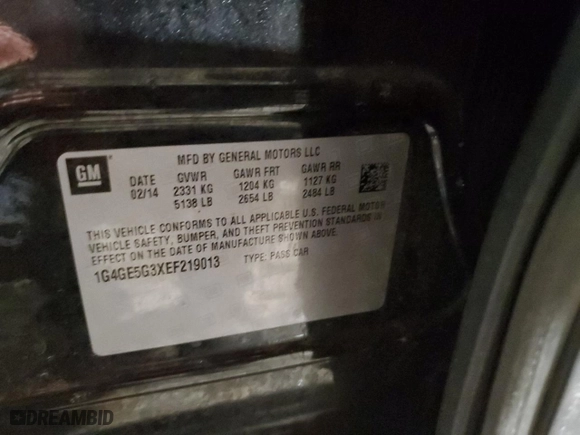 GM
MFD BY GENERAL MOTORS LLC
DATE GVWR GAWR FRT GAWR RR
02/14 2331 KG 1204 KG 1127 KG
5138 LB 2654 LB 2484 LB
THIS VEHICLE CONFORMS TO ALL APPLICABLE U.S. FEDERAL MOTOR
VEHICLE SAFETY, BUMPER, AND THEFT PREVENTION STANDARDS IN
EFFECT ON THE DATE OF MANUFACTURE SHOWN ABOVE.
1G4GE5G3XEF219013 TYPE: PASS CAR
DREAMBID